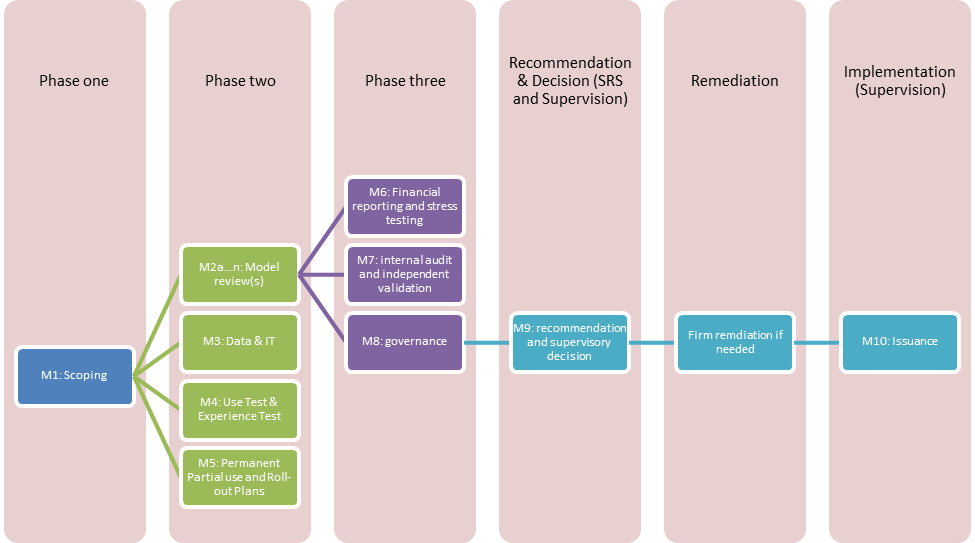 Phase one
Phase two
Phase three
Recommendation
& Decision (SRS
and Supervision)
Remediation
Implementation
(Supervision)
M1: Scoping
M2a...n: Model
review(s)
M3: Data & IT
M4: Use Test &
Experience Test
M5: Permanent
Partial use and Roll-
out Plans
M6: Financial
reporting and stress
testing
M7: internal audit
and independent
validation
M8: governance
M9: recommendation
and supervisory
decision
Firm remdiation if
needed
M10: Issuance